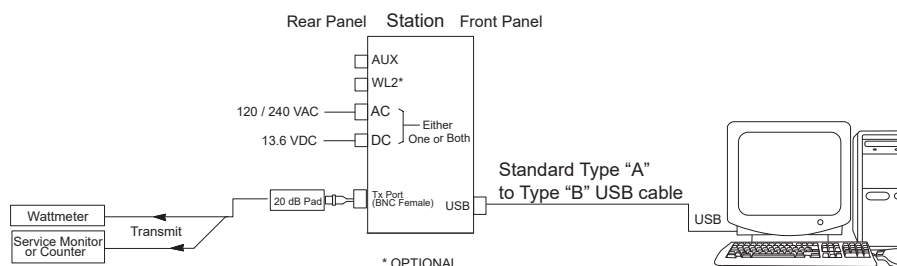 Rear Panel Station Front Panel
AUX
WL2*
120 / 240 VAC AC
Either
One or Both
13.6 VDC DC
Standard Type “A”
to Type “B” USB cable
Tx Port
(BNC Female)
20 dB Pad
USB
USB
Wattmeter
Transmit
Service Monitor
or Counter
* OPTIONAL